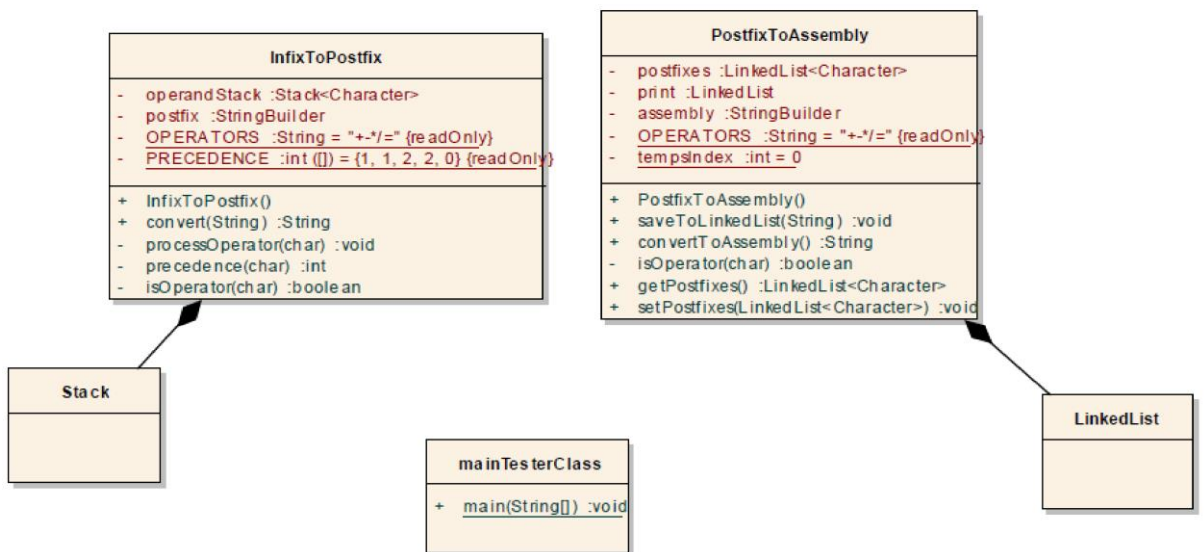 InfixToPostfix
- operandStack :Stack<Character>
- postfix :StringBuilder
- OPERATORS :String = "+-*/=" {readOnly}
- PRECEDENCE :int ([]) = {1, 1, 2, 2, 0} {readOnly}
+ InfixToPostfix()
+ convert(String) :String
- processOperator(char) :void
- precedence(char) :int
- isOperator(char) :boolean
PostfixToAssembly
- postfixes :LinkedList<Character>
- print :LinkedList
- assembly :StringBuilder
- OPERATORS :String = "+-*/=" {readOnly}
- tempsIndex :int = 0
+ PostfixToAssembly()
+ saveToLinkedList(String) :void
+ convertToAssembly() :String
- isOperator(char) :boolean
+ getPostfixes() :LinkedList<Character>
+ setPostfixes(LinkedList<Character>) :void
Stack
mainTesterClass
+ main(String[]) :void
LinkedList